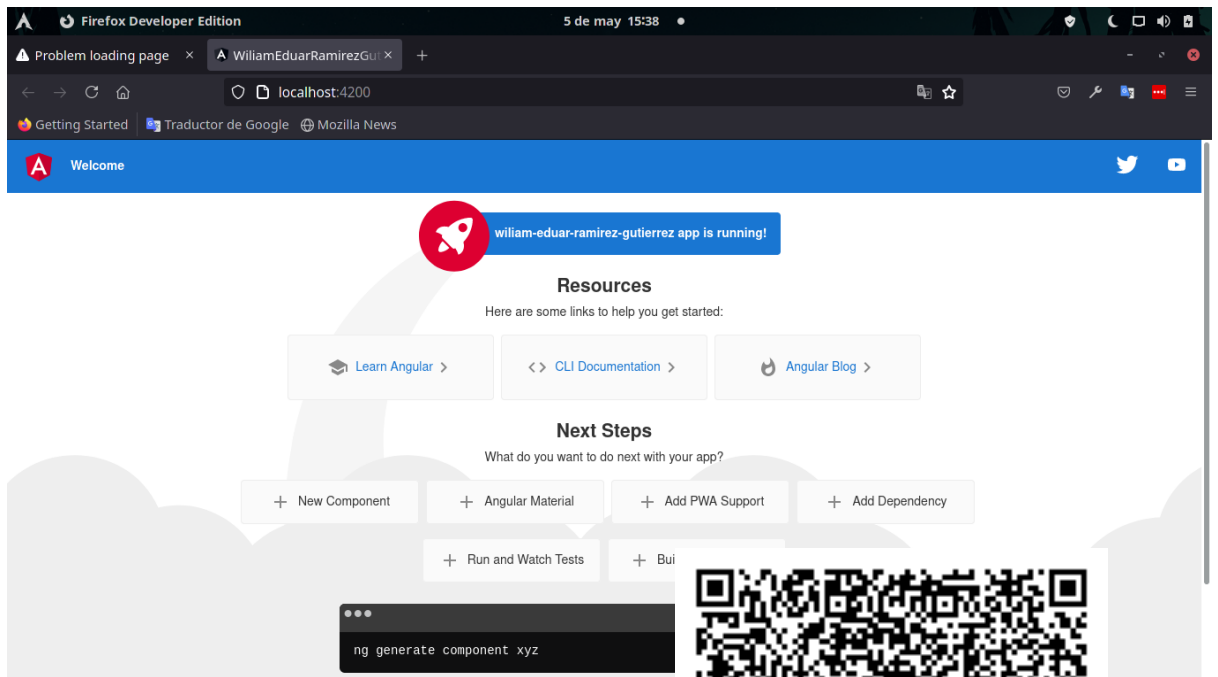 Firefox Developer Edition 5 de may 15:38
Problem loading page WiliamEduarRamirezGut
localhost:4200
Getting Started Traductor de Google Mozilla News
Welcome
wiliam-eduar-ramirez-gutierrez app is running!
Resources
Here are some links to help you get started:
Learn Angular CLI Documentation Angular Blog
Next Steps
What do you want to do next with your app?
New Component Angular Material Add PWA Support Add Dependency
Run and Watch Tests Bui
ng generate component xyz